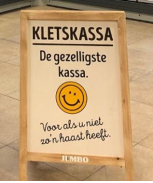 KLETSKASSA
De gezelligste
kassa.
Voor als u niet
zo'n haast heeft.
JUMBO